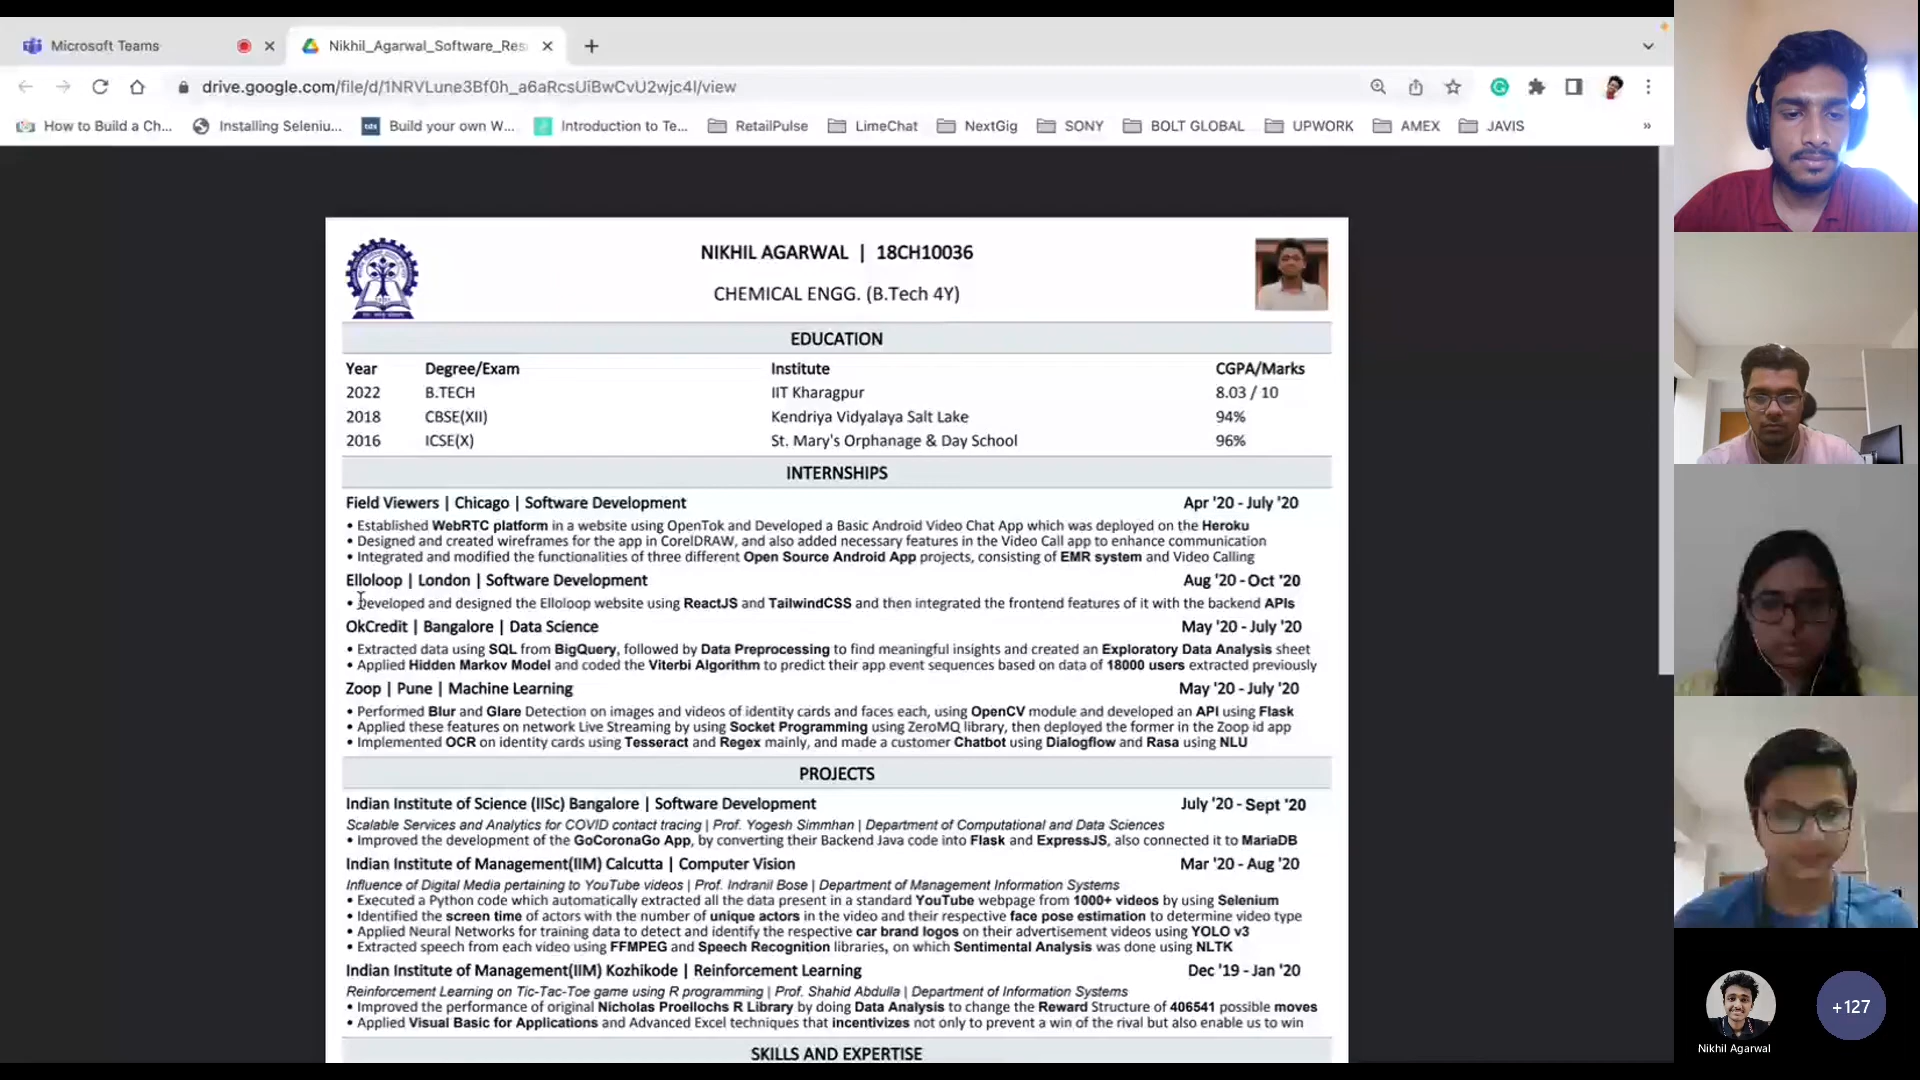 Microsoft Teams
Nikhil_Agarwal_Software_Res
drive.google.com/file/d/1NRVLune3Bf0h_a6aRcsUiBwCvU2wjc4l/view
How to Build a Ch... Installing Seleniu... Build your own W... Introduction to Te... RetailPulse LimeChat NextGig SONY BOLT GLOBAL UPWORK AMEX JAVIS »
NIKHIL AGARWAL | 18CH10036
CHEMICAL ENGG. (B.Tech 4Y)
EDUCATION
Year Degree/Exam Institute CGPA/Marks
2022 B.TECH IIT Kharagpur 8.03 / 10
2018 CBSE(XII) Kendriya Vidyalaya Salt Lake 94%
2016 ICSE(X) St. Mary's Orphanage & Day School 96%
INTERNSHIPS
Field Viewers | Chicago | Software Development Apr '20 - July '20
• Established WebRTC platform in a website using OpenTok and Developed a Basic Android Video Chat App which was deployed on the Heroku
• Designed and created wireframes for the app in CorelDRAW, and also added necessary features in the Video Call app to enhance communication
• Integrated and modified the functionalities of three different Open Source Android App projects, consisting of EMR system and Video Calling
Elloloop | London | Software Development Aug '20 - Oct '20
• Developed and designed the Elloloop website using ReactJS and TailwindCSS and then integrated the frontend features of it with the backend APIs
OkCredit | Bangalore | Data Science May '20 - July '20
• Extracted data using SQL from BigQuery, followed by Data Preprocessing to find meaningful insights and created an Exploratory Data Analysis sheet
• Applied Hidden Markov Model and coded the Viterbi Algorithm to predict their app event sequences based on data of 18000 users extracted previously
Zoop | Pune | Machine Learning May '20 - July '20
• Performed Blur and Glare Detection on images and videos of identity cards and faces each, using OpenCV module and developed an API using Flask
• Applied these features on network Live Streaming by using Socket Programming using ZeroMQ library, then deployed the former in the Zoop id app
• Implemented OCR on identity cards using Tesseract and Regex mainly, and made a customer Chatbot using Dialogflow and Rasa using NLU
PROJECTS
Indian Institute of Science (IISc) Bangalore | Software Development July '20 - Sept '20
Scalable Services and Analytics for COVID contact tracing | Prof. Yogesh Simmhan | Department of Computational and Data Sciences
• Improved the development of the GoCoronaGo App, by converting their Backend Java code into Flask and ExpressJS, also connected it to MariaDB
Indian Institute of Management(IIM) Calcutta | Computer Vision Mar '20 - Aug '20
Influence of Digital Media pertaining to YouTube videos | Prof. Indranil Bose | Department of Management Information Systems
• Executed a Python code which automatically extracted all the data present in a standard YouTube webpage from 1000+ videos by using Selenium
• Identified the screen time of actors with the number of unique actors in the video and their respective face pose estimation to determine video type
• Applied Neural Networks for training data to detect and identify the respective car brand logos on their advertisement videos using YOLO v3
• Extracted speech from each video using FFMPEG and Speech Recognition libraries, on which Sentimental Analysis was done using NLTK
Indian Institute of Management(IIM) Kozhikode | Reinforcement Learning Dec '19 - Jan '20
Reinforcement Learning on Tic-Tac-Toe game using R programming | Prof. Shahid Abdulla | Department of Information Systems
• Improved the performance of original Nicholas Proellochs R Library by doing Data Analysis to change the Reward Structure of 406541 possible moves
• Applied Visual Basic for Applications and Advanced Excel techniques that incentivizes not only to prevent a win of the rival but also enable us to win
SKILLS AND EXPERTISE
+127
Nikhil Agarwal